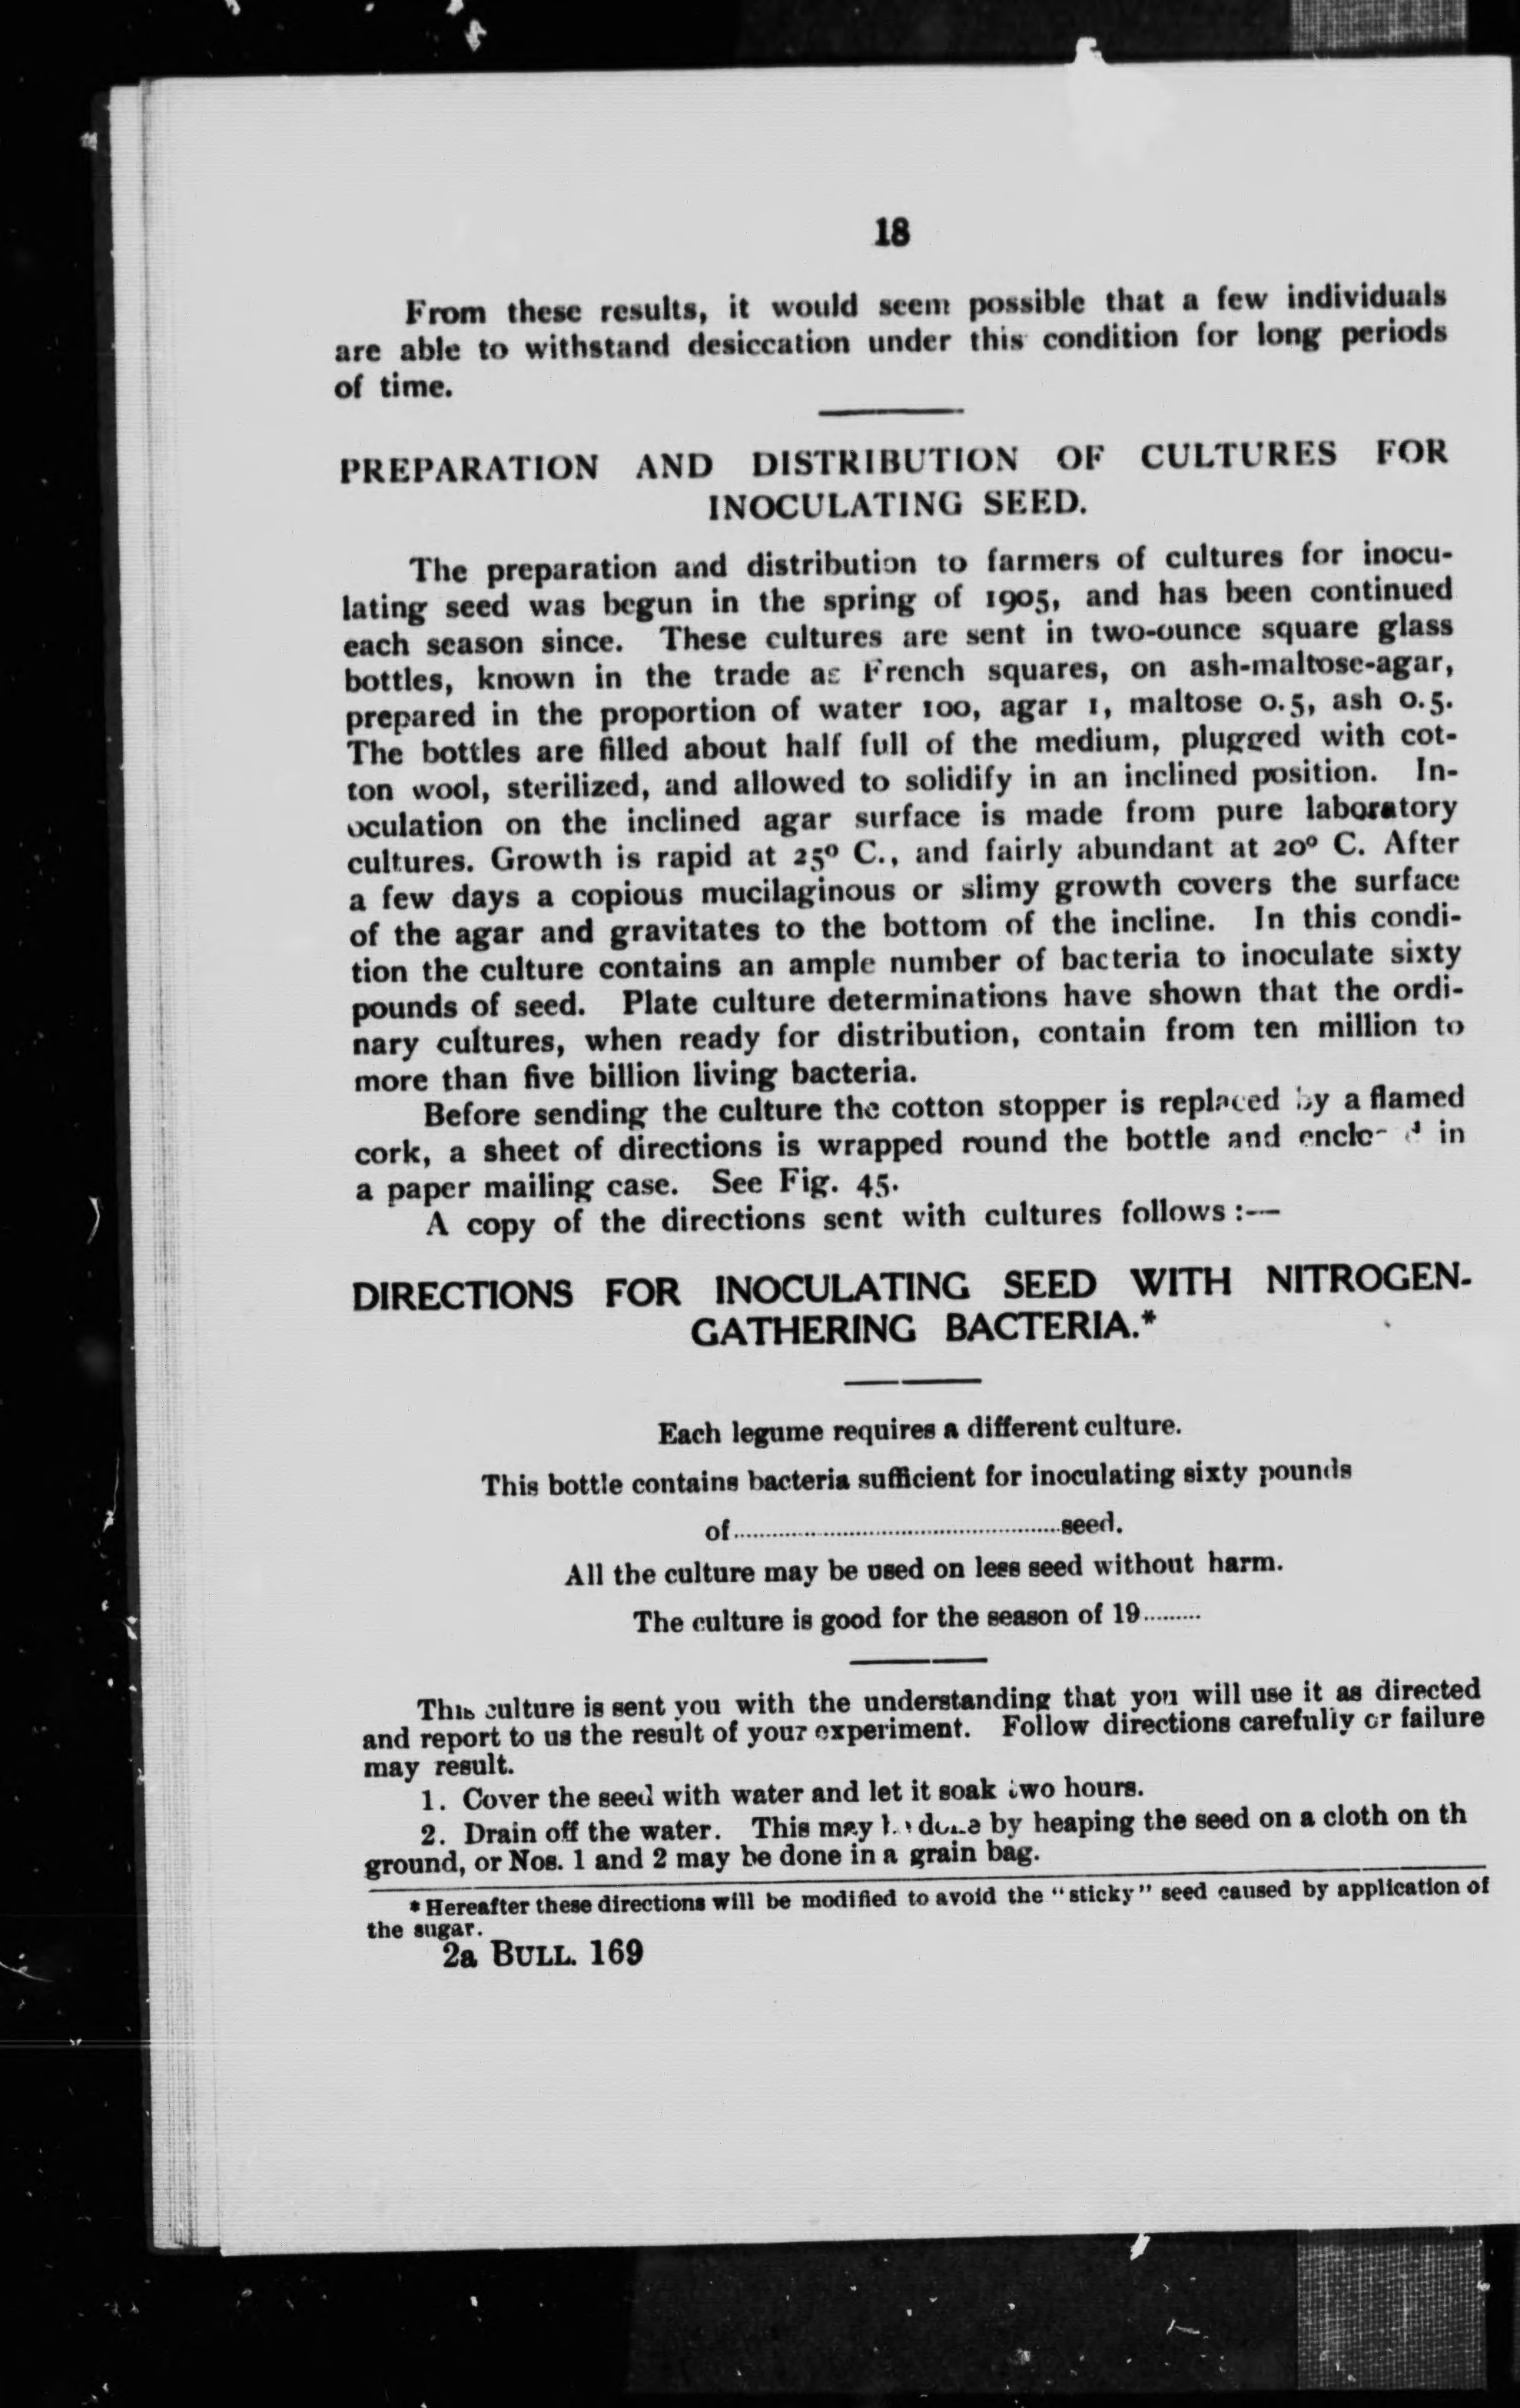 18
From these results, it would seem possible that a few individuals
are able to withstand desiccation under this condition for long periods
of time.
PREPARATION AND DISTRIBUTION OF CULTURES FOR
INOCULATING SEED.
The preparation and distribution to farmers of cultures for inocu-
lating seed was begun in the spring of 1905, and has been continued
each season since. These cultures are sent in two-ounce square glass
bottles, known in the trade as French squares, on ash-maltose-agar,
prepared in the proportion of water 100, agar 1, maltose 0.5, ash 0.5.
The bottles are filled about half full of the medium, plugged with cot-
ton wool, sterilized, and allowed to solidify in an inclined position. In-
oculation on the inclined agar surface is made from pure laboratory
cultures. Growth is rapid at 25° C., and fairly abundant at 20° C. After
a few days a copious mucilaginous or slimy growth covers the surface
of the agar and gravitates to the bottom of the incline. In this condi-
tion the culture contains an ample number of bacteria to inoculate sixty
pounds of seed. Plate culture determinations have shown that the ordi-
nary cultures, when ready for distribution, contain from ten million to
more than five billion living bacteria.
Before sending the culture the cotton stopper is replaced by a flamed
cork, a sheet of directions is wrapped round the bottle and in
a paper mailing case. See Fig. 45.
A copy of the directions sent with cultures follows :—
DIRECTIONS FOR INOCULATING SEED WITH NITROGEN-
GATHERING BACTERIA.*
Each legume requires a different culture.
This bottle contains bacteria sufficient for inoculating sixty pounds
of..................................................seed.
All the culture may be used on less seed without harm.
The culture is good for the season of 19.........
This culture is sent you with the understanding that you will use it as directed
and report to us the result of your experiment. Follow directions carefully or failure
may result.
1. Cover the seed with water and let it soak two hours.
2. Drain off the water. This may by heaping the seed on a cloth on th
ground, or Nos. 1 and 2 may be done in a grain bag.
* Hereafter these directions will be modified to avoid the "sticky" seed caused by application of
the sugar.
2a BULL. 169